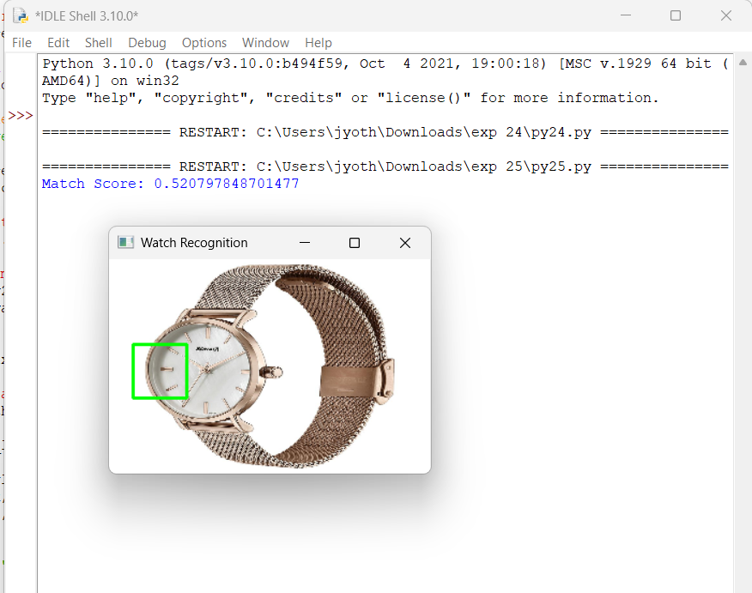 *IDLE Shell 3.10.0*
File Edit Shell Debug Options Window Help
Python 3.10.0 (tags/v3.10.0:b494f59, Oct  4 2021, 19:00:18) [MSC v.1929 64 bit (
AMD64)] on win32
Type "help", "copyright", "credits" or "license()" for more information.
>>>
=============== RESTART: C:\Users\jyoth\Downloads\exp 24\py24.py ===============
=============== RESTART: C:\Users\jyoth\Downloads\exp 25\py25.py ===============
Match Score: 0.520797848701477
Watch Recognition